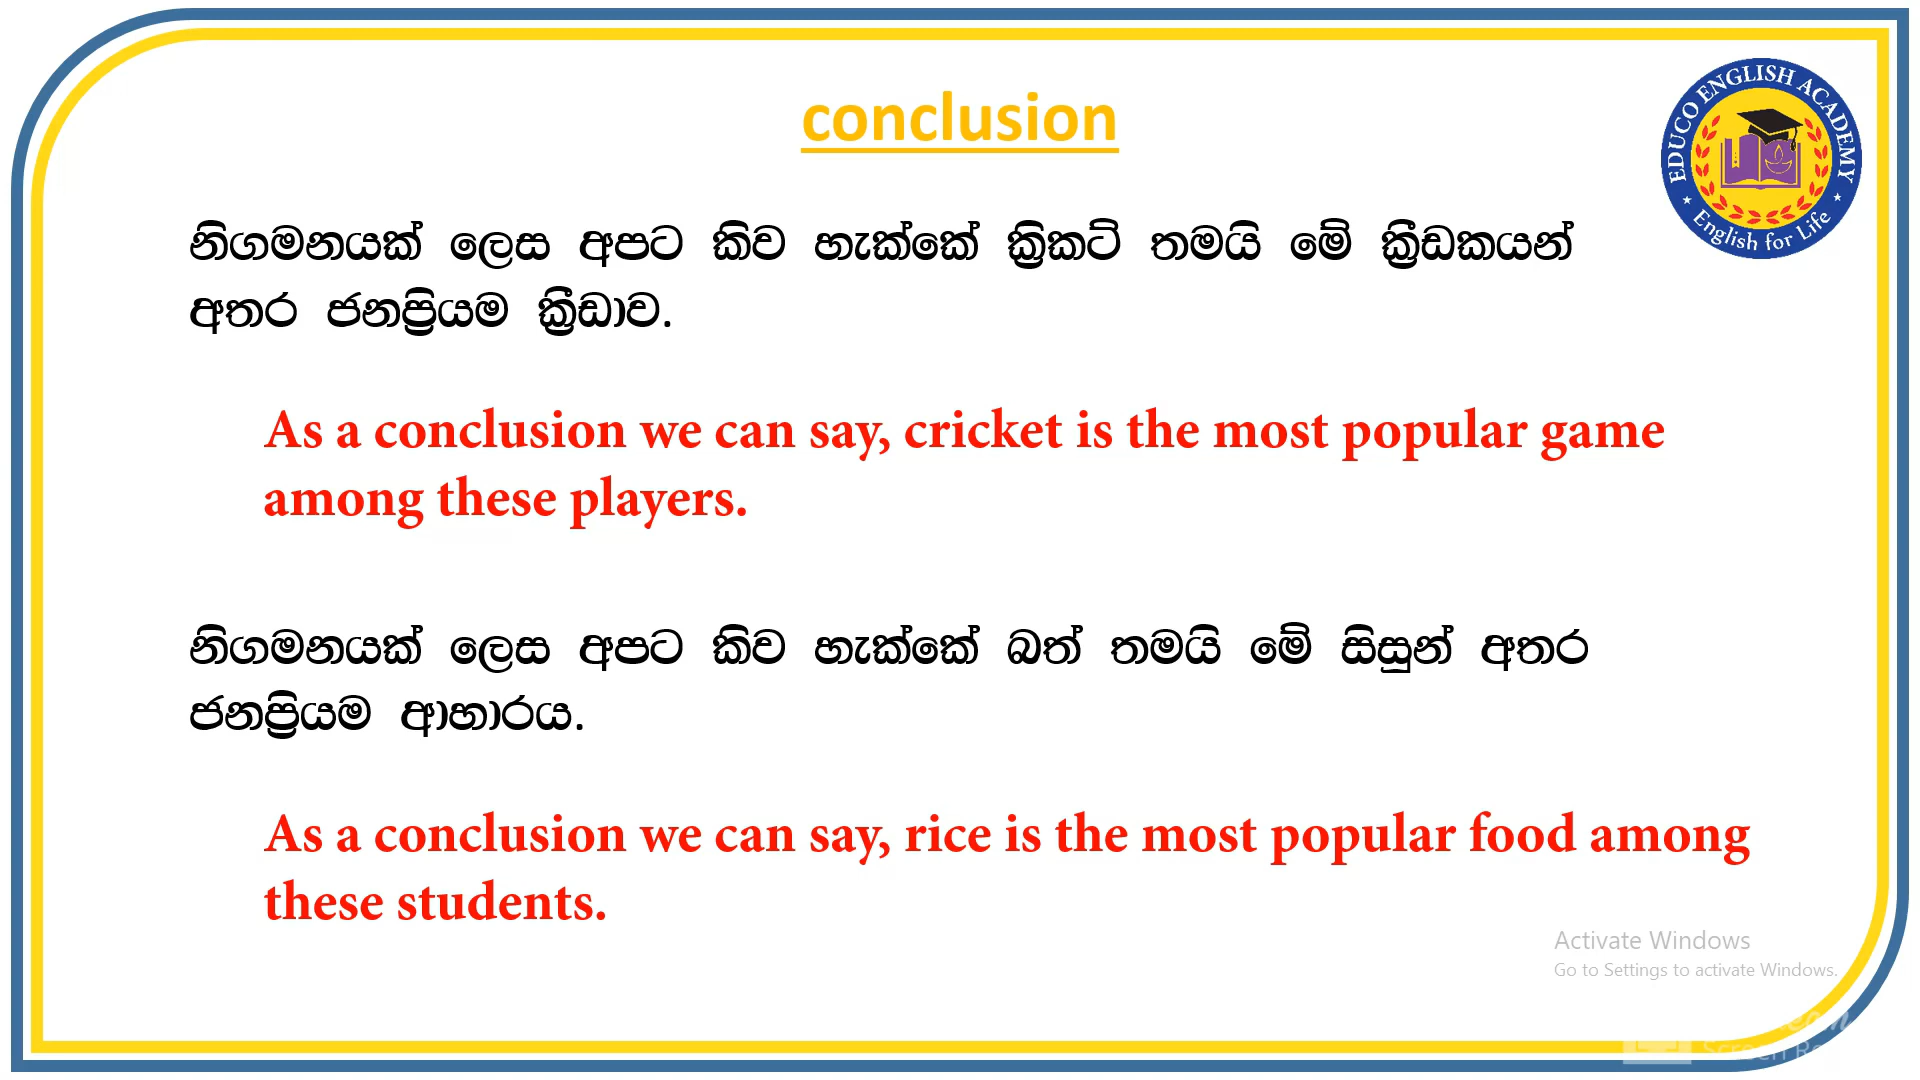 conclusion
EDUCO ENGLISH ACADEMY
English for Life
නිගමනයක් ලෙස අපට කිව හැක්කේ ක්‍රිකට් තමයි මේ ක්‍රීඩකයන්
අතර ජනප්‍රියම ක්‍රීඩාව.
As a conclusion we can say, cricket is the most popular game
among these players.
නිගමනයක් ලෙස අපට කිව හැක්කේ බත් තමයි මේ සිසුන් අතර
ජනප්‍රියම ආහාරය.
As a conclusion we can say, rice is the most popular food among
these students.
Activate Windows
Go to Settings to activate Windows.